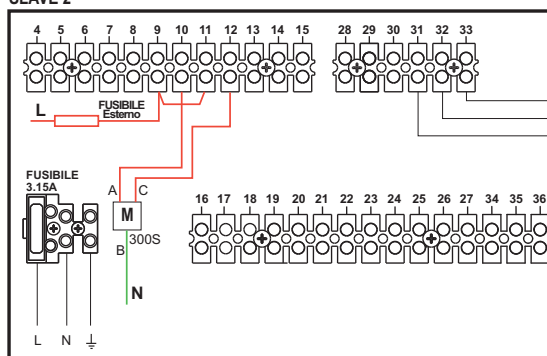 4 5 6 7 8 9 10 11 12 13 14 15 28 29 30 31 32 33
L
FUSIBILE
Esterno
FUSIBILE
3.15A
A C
M
300S
B
N
16 17 18 19 20 21 22 23 24 25 26 27 34 35 36
L N